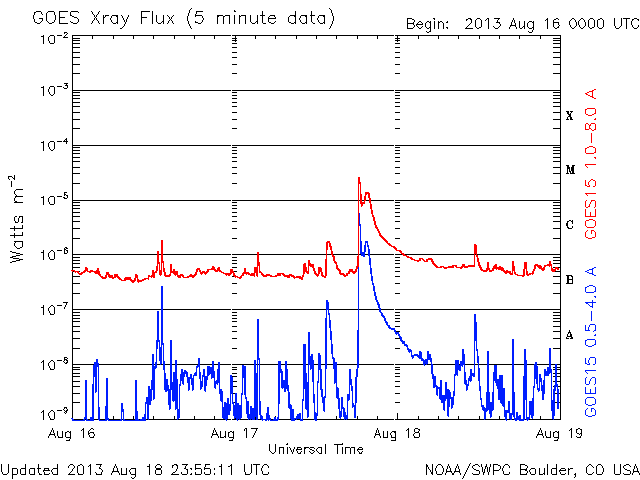 GOES Xray Flux (5 minute data)
Begin: 2013 Aug 16 0000 UTC
10⁻²
10⁻³
10⁻⁴
10⁻⁵
10⁻⁶
10⁻⁷
10⁻⁸
10⁻⁹
Watts m⁻²
X
M
C
B
A
GOES15 1.0-8.0 A
GOES15 0.5-4.0 A
Aug 16
Aug 17
Aug 18
Aug 19
Universal Time
Updated 2013 Aug 18 23:55:11 UTC
NOAA/SWPC Boulder, CO USA